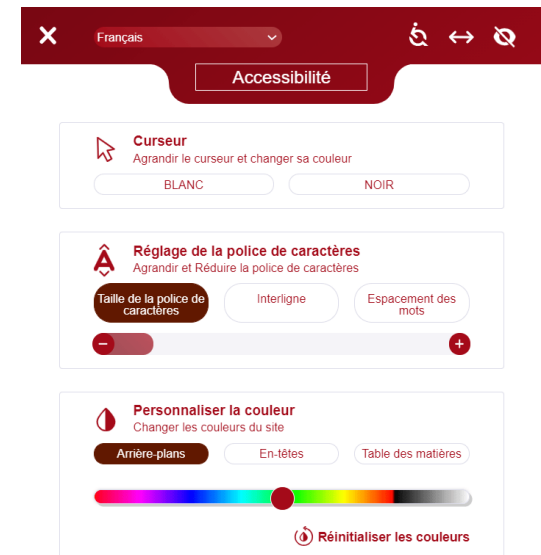 Français
Accessibilité
Curseur
Agrandir le curseur et changer sa couleur
BLANC
NOIR
Réglage de la police de caractères
Agrandir et Réduire la police de caractères
Taille de la police de
caractères
Interligne
Espacement des
mots
Personnaliser la couleur
Changer les couleurs du site
Arrière-plans
En-têtes
Table des matières
Réinitialiser les couleurs